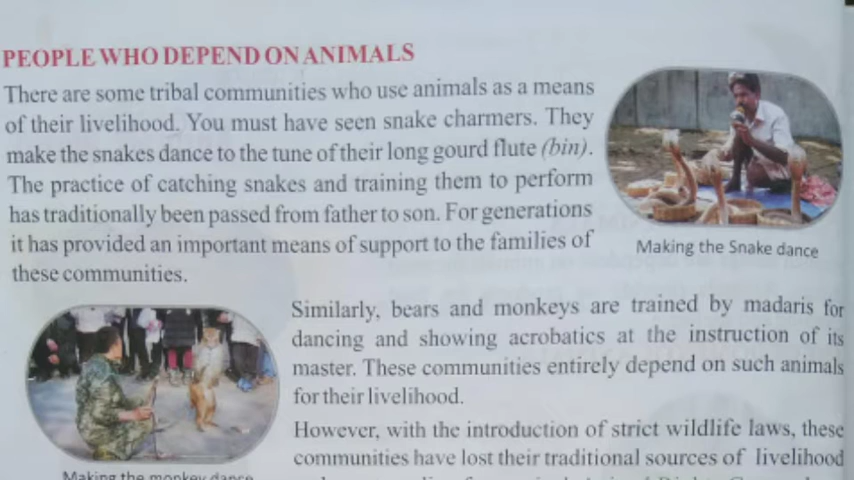 PEOPLE WHO DEPEND ON ANIMALS
There are some tribal communities who use animals as a means
of their livelihood. You must have seen snake charmers. They
make the snakes dance to the tune of their long gourd flute (bin).
The practice of catching snakes and training them to perform
has traditionally been passed from father to son. For generations
it has provided an important means of support to the families of
these communities.
Making the Snake dance
Similarly, bears and monkeys are trained by madaris for
dancing and showing acrobatics at the instruction of its
master. These communities entirely depend on such animals
for their livelihood.
However, with the introduction of strict wildlife laws, these
communities have lost their traditional sources of livelihood
Making the monkey dance